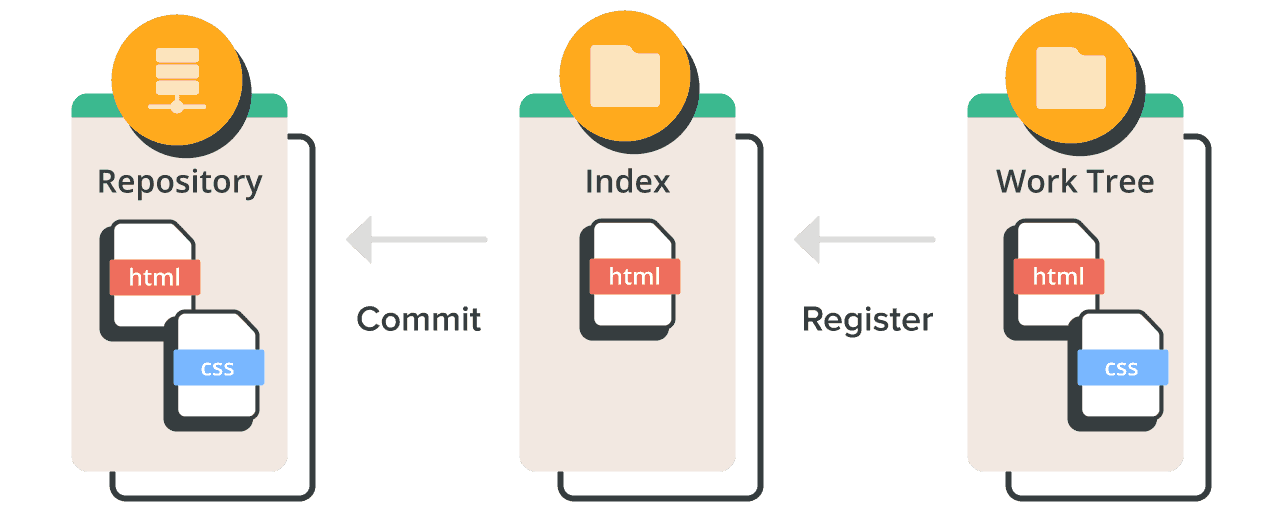 Repository
html
css
Commit
Index
html
Register
Work Tree
html
css